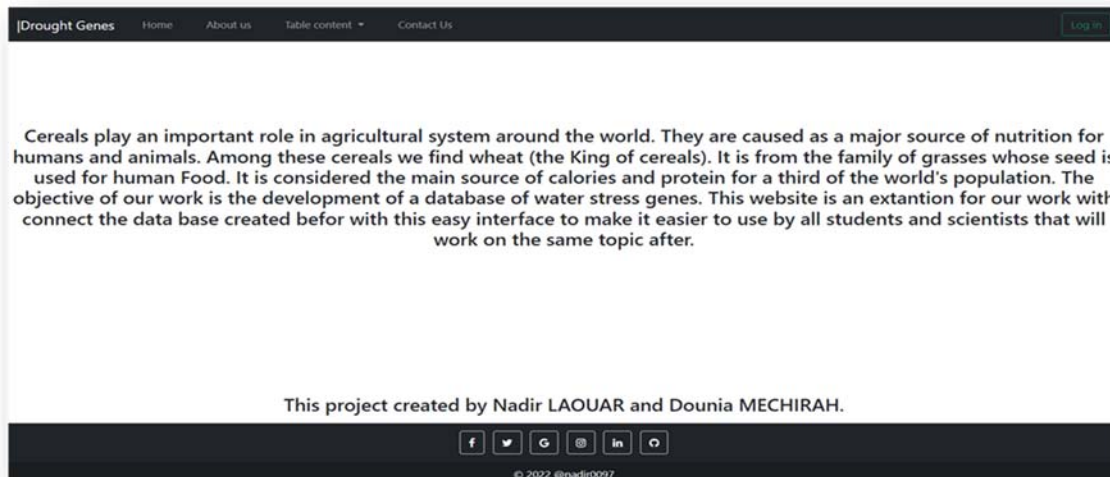 |Drought Genes Home About us Table content Contact Us Log in
Cereals play an important role in agricultural system around the world. They are caused as a major source of nutrition for
humans and animals. Among these cereals we find wheat (the King of cereals). It is from the family of grasses whose seed is
used for human Food. It is considered the main source of calories and protein for a third of the world's population. The
objective of our work is the development of a database of water stress genes. This website is an extantion for our work with
connect the data base created befor with this easy interface to make it easier to use by all students and scientists that will
work on the same topic after.
This project created by Nadir LAOUAR and Dounia MECHIRAH.
© 2022 @nadir0097